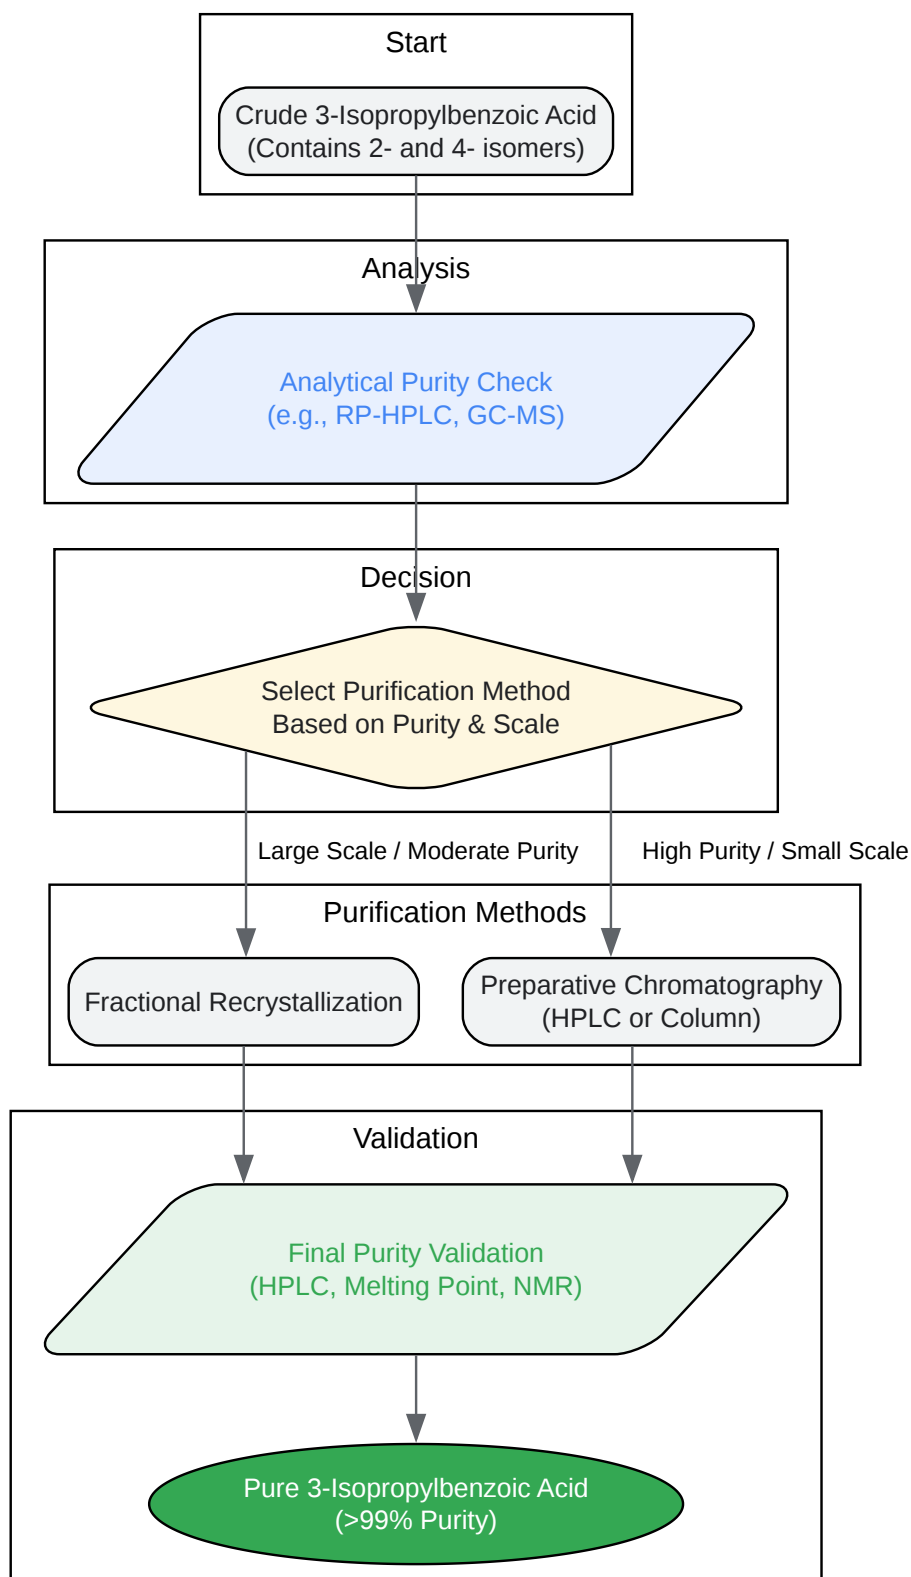 Start
Crude 3-Isopropylbenzoic Acid
(Contains 2- and 4- isomers)
Analysis
Analytical Purity Check
(e.g., RP-HPLC, GC-MS)
Decision
Select Purification Method
Based on Purity & Scale
Large Scale / Moderate Purity
High Purity / Small Scale
Purification Methods
Fractional Recrystallization
Preparative Chromatography
(HPLC or Column)
Validation
Final Purity Validation
(HPLC, Melting Point, NMR)
Pure 3-Isopropylbenzoic Acid
(>99% Purity)